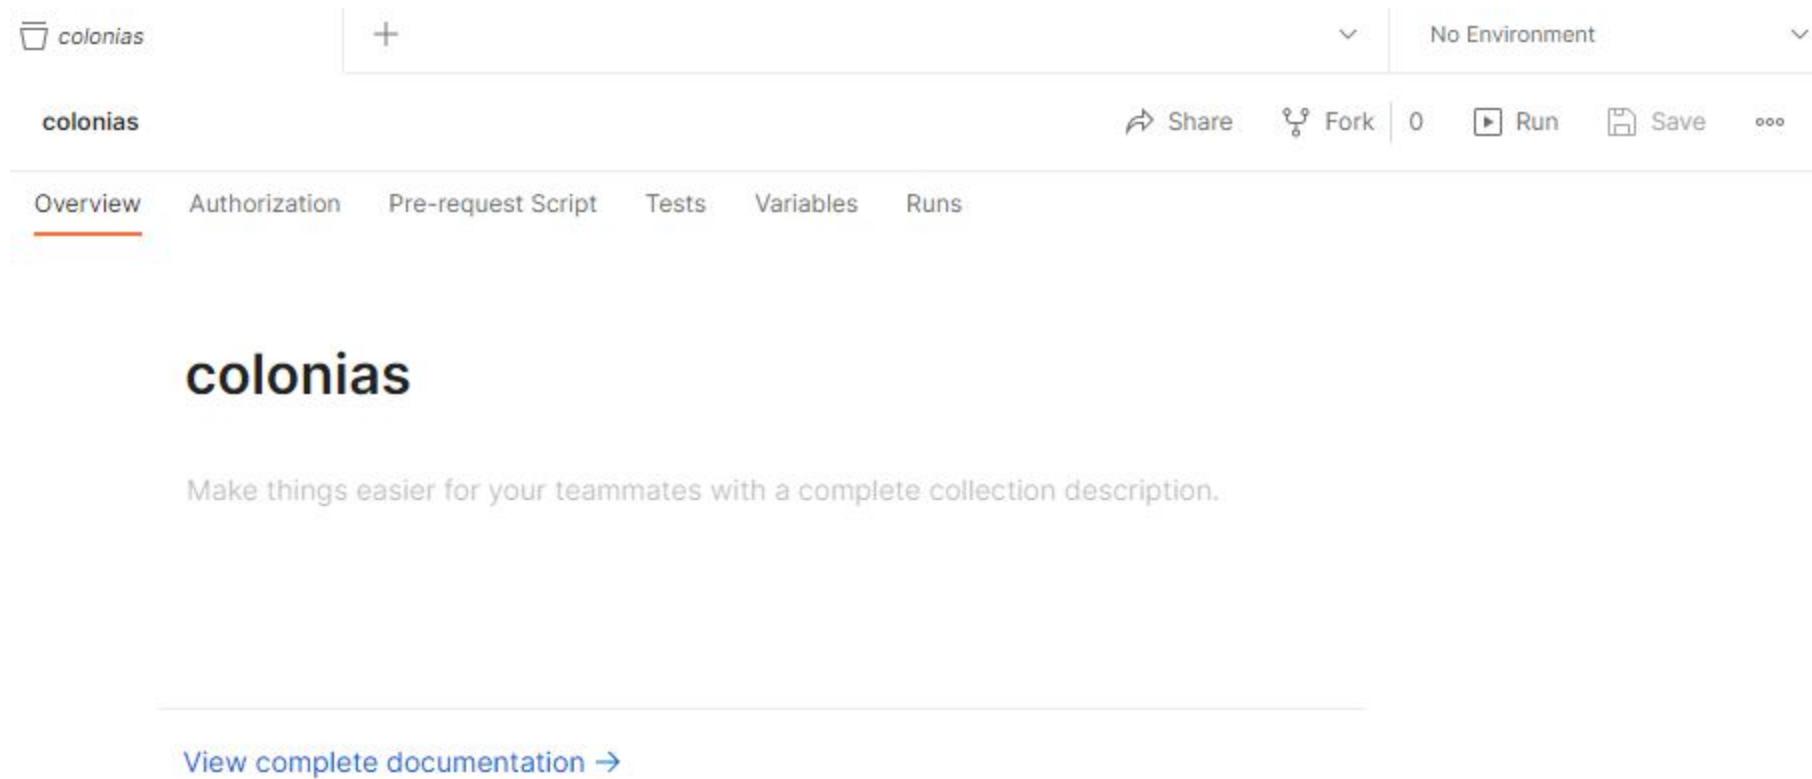 colonias No Environment
colonias Share Fork 0 Run Save
Overview Authorization Pre-request Script Tests Variables Runs
colonias
Make things easier for your teammates with a complete collection description.
View complete documentation →